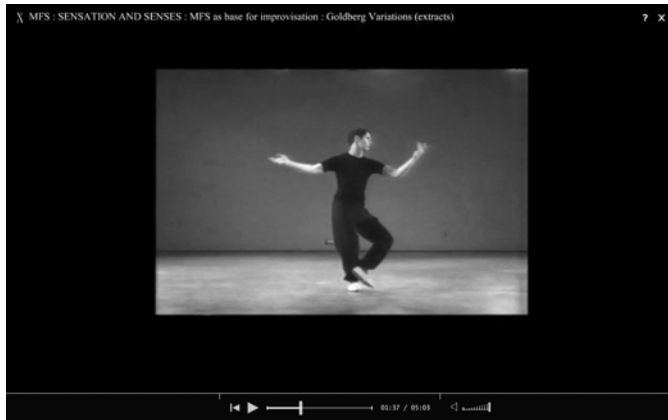 MFS : SENSATION AND SENSES : MFS as base for improvisation : Goldberg Variations (extracts)
? X
01:37 / 05:03